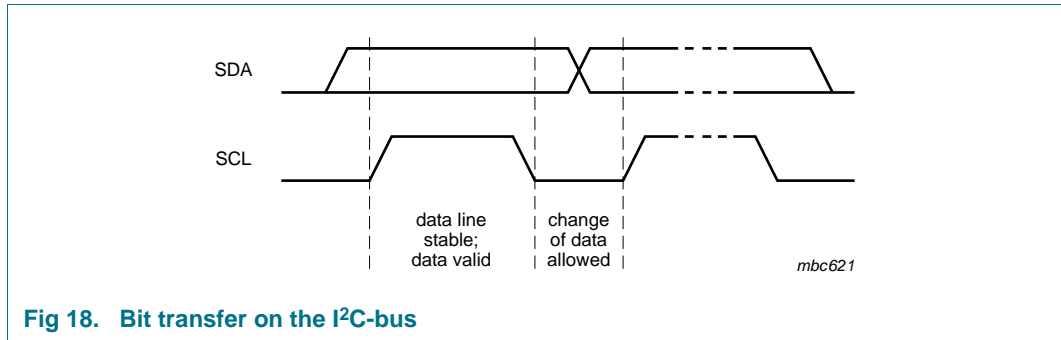 SDA
SCL
data line
stable;
data valid
change
of data
allowed
mbc621
Fig 18. Bit transfer on the I²C-bus